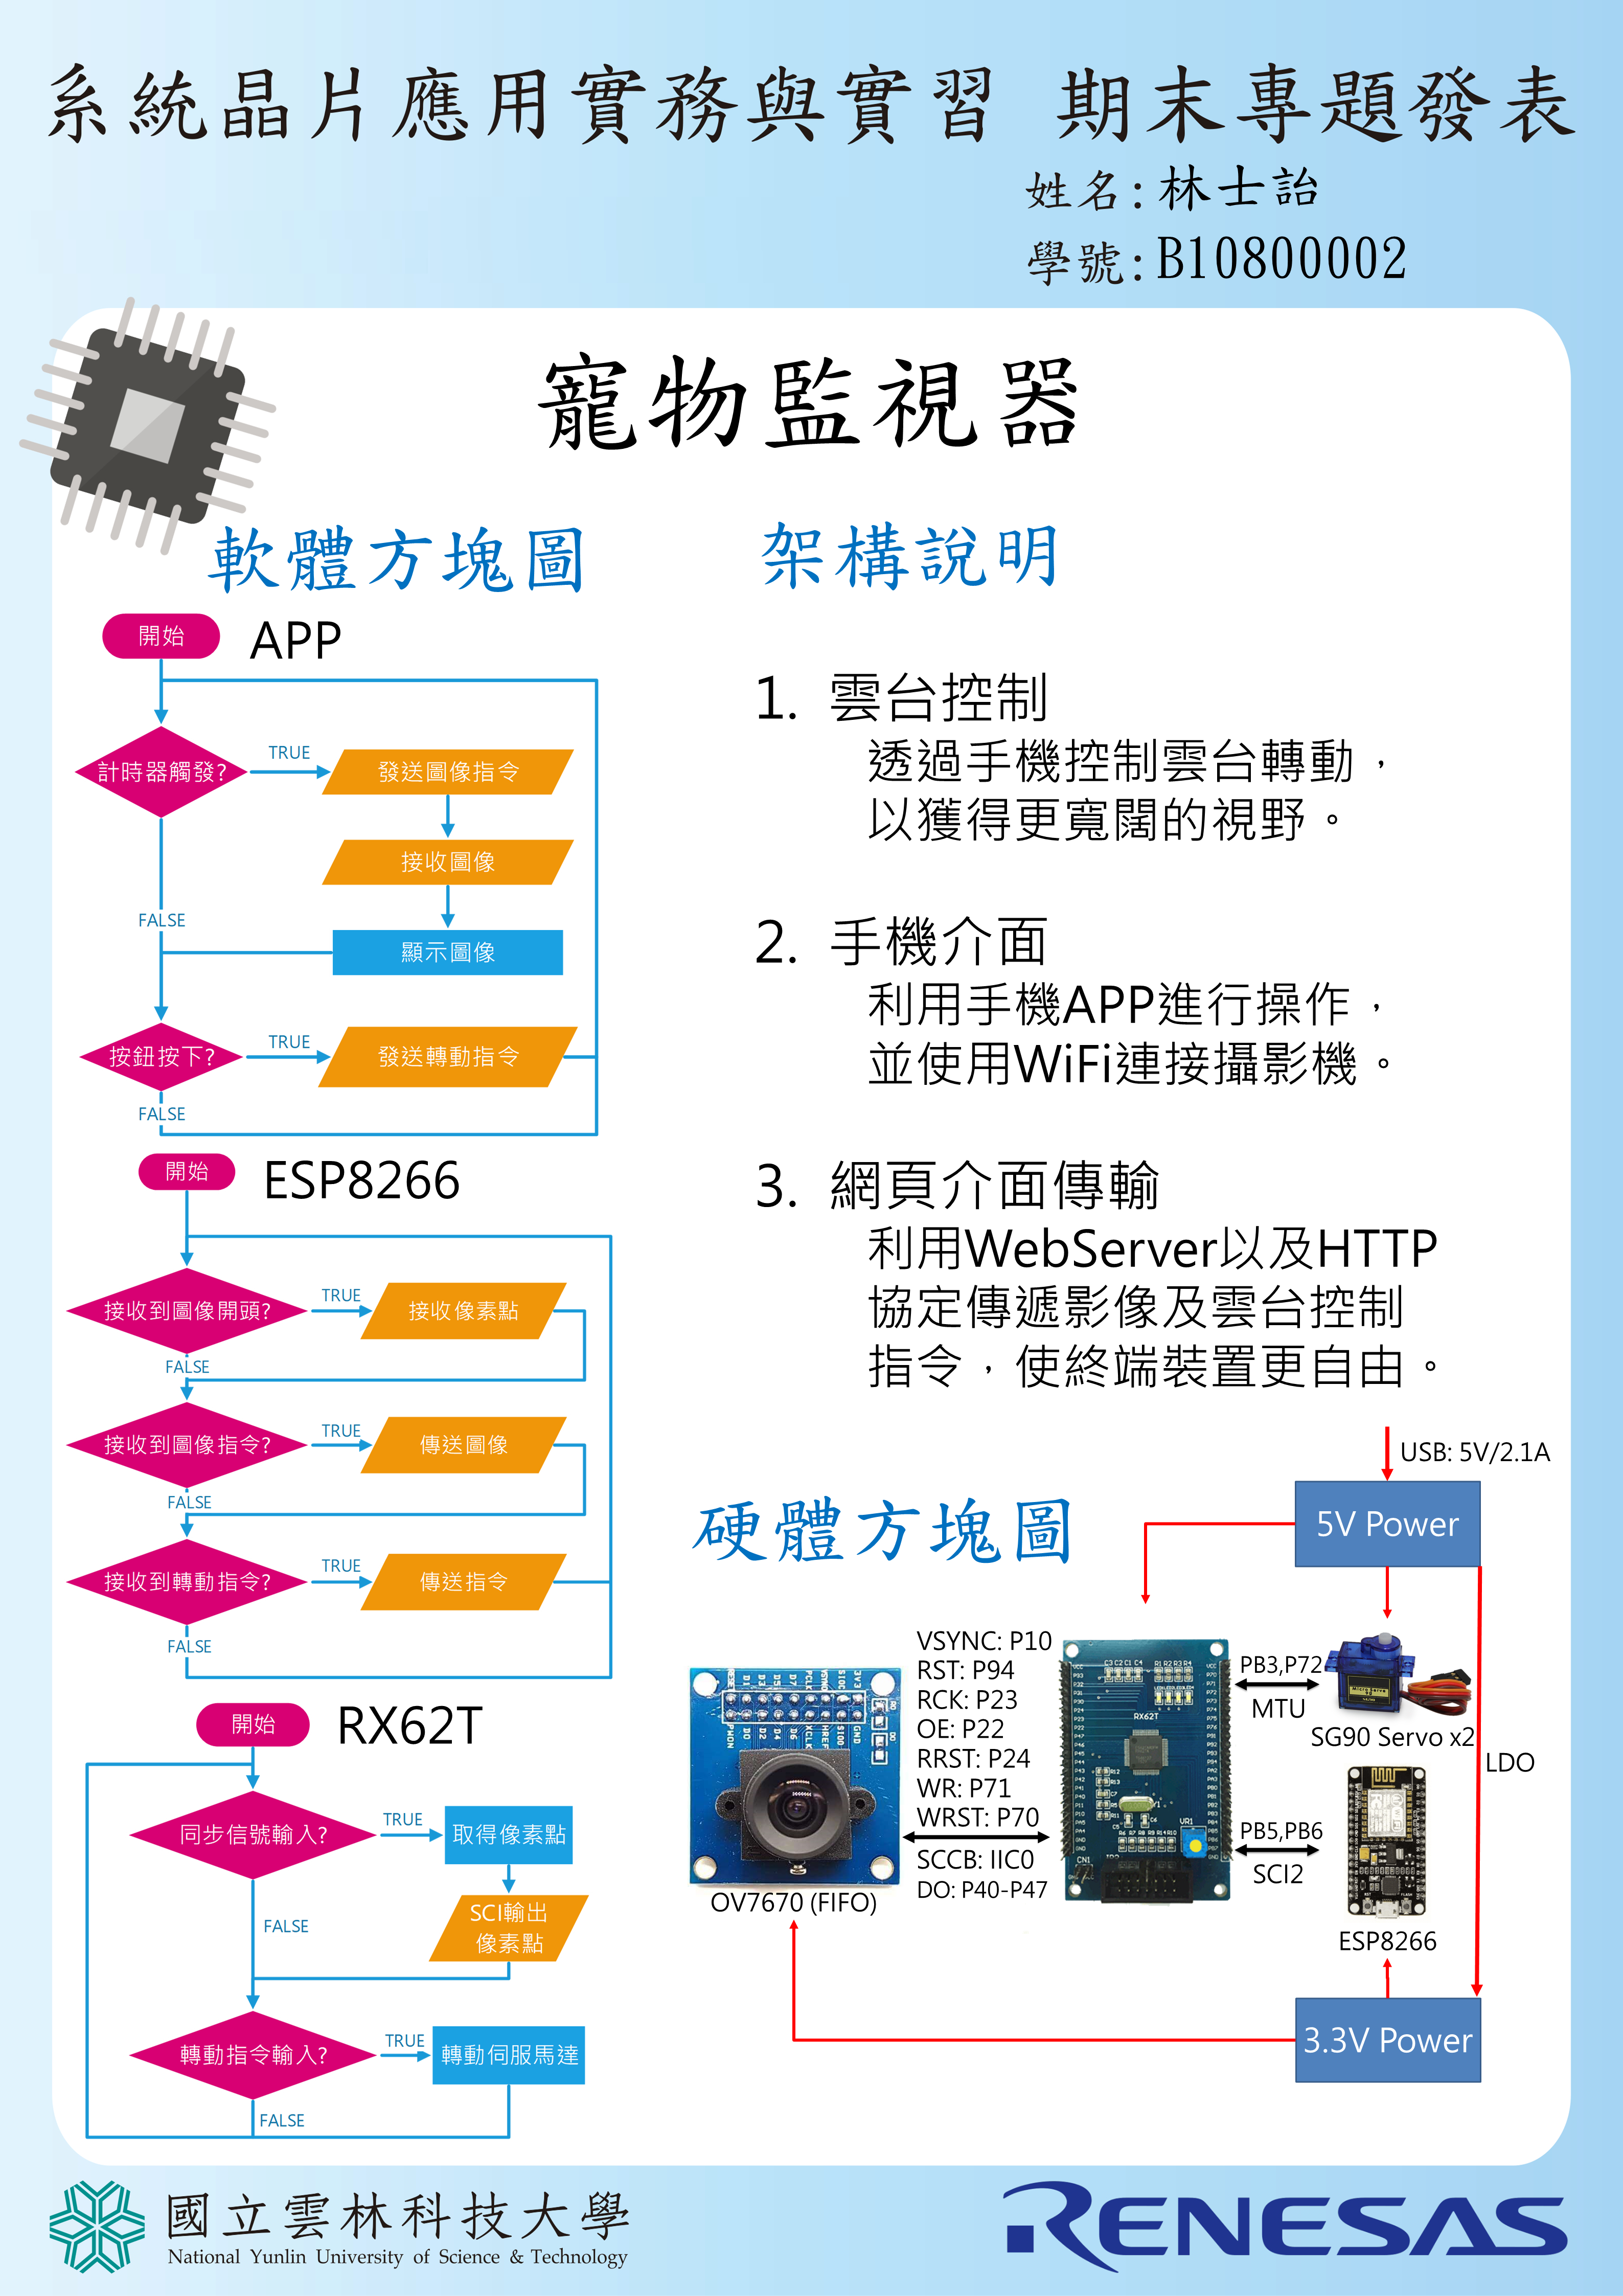 系統晶片應用實務與實習 期末專題發表
姓名:林士詒
學號:B10800002
寵物監視器
軟體方塊圖
開始
APP
計時器觸發?
TRUE
發送圖像指令
接收圖像
FALSE
顯示圖像
按鈕按下?
TRUE
發送轉動指令
FALSE
開始
ESP8266
接收到圖像開頭?
TRUE
接收像素點
FALSE
接收到圖像指令?
TRUE
傳送圖像
FALSE
接收到轉動指令?
TRUE
傳送指令
FALSE
開始
RX62T
同步信號輸入?
TRUE
取得像素點
SCI輸出
像素點
FALSE
轉動指令輸入?
TRUE
轉動伺服馬達
FALSE
架構說明
1. 雲台控制
透過手機控制雲台轉動，
以獲得更寬闊的視野。
2. 手機介面
利用手機APP進行操作，
並使用WiFi連接攝影機。
3. 網頁介面傳輸
利用WebServer以及HTTP
協定傳遞影像及雲台控制
指令，使終端裝置更自由。
硬體方塊圖
USB: 5V/2.1A
5V Power
VSYNC: P10
RST: P94
RCK: P23
OE: P22
RRST: P24
WR: P71
WRST: P70
SCCB: IIC0
DO: P40-P47
OV7670 (FIFO)
RX62T
PB3,P72
MTU
SG90 Servo x2
LDO
PB5,PB6
SCI2
ESP8266
3.3V Power
國立雲林科技大學
National Yunlin University of Science & Technology
RENESAS